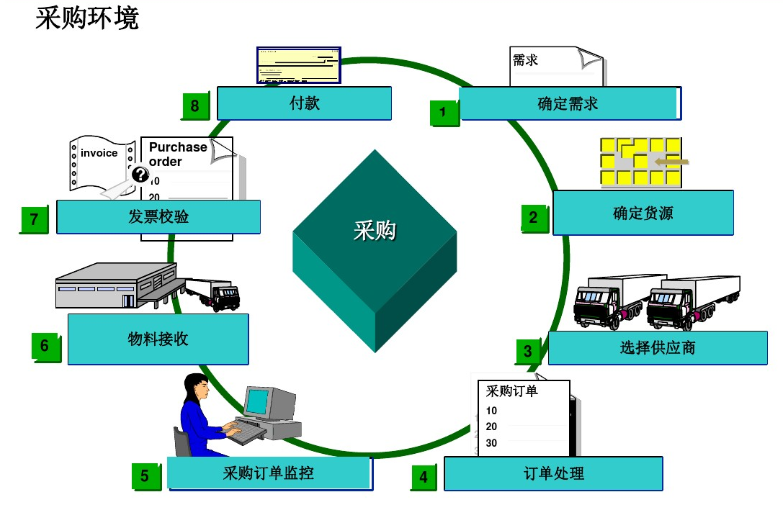 采购环境
需求
1
确定需求
2
确定货源
3
选择供应商
采购订单
10
20
30
4
订单处理
5
采购订单监控
6
物料接收
invoice
Purchase
order
?
10
20
7
发票校验
8
付款
采购